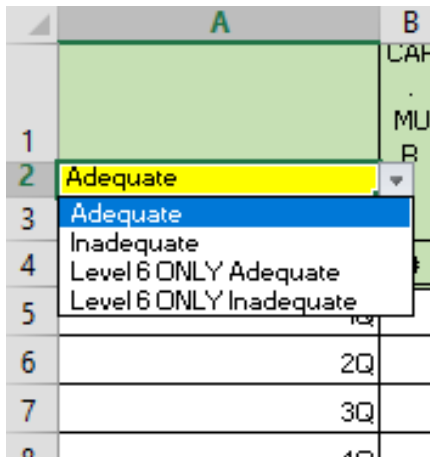 A B
1
MU
B
2 Adequate
3 Adequate
Inadequate
4 Level 6 ONLY Adequate
5 Level 6 ONLY Inadequate
6 2Q
7 3Q